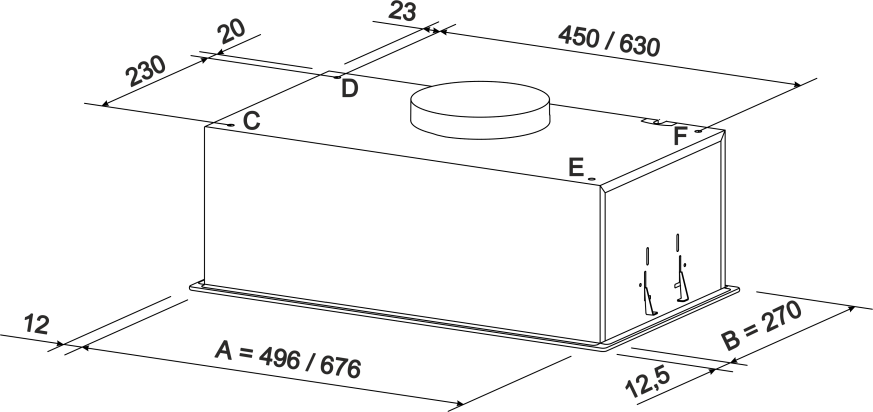 23
450 / 630
20
230
D
C
F
E
12
A = 496 / 676
B = 270
12,5